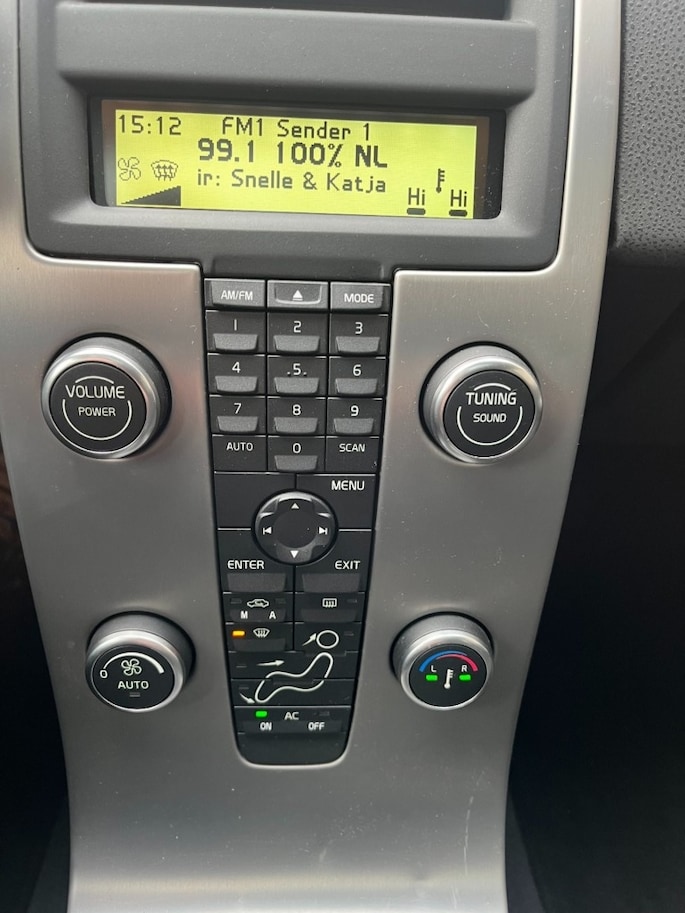 15:12 FM1 Sender 1
99.1 100% NL
ir: Snelle & Katja
Hi Hi
AM/FM MODE
1 2 3
4 .5. 6
7 8 9
AUTO 0 SCAN
VOLUME
POWER
TUNING
SOUND
MENU
ENTER EXIT
M A
0 AUTO
L R
AC
ON OFF